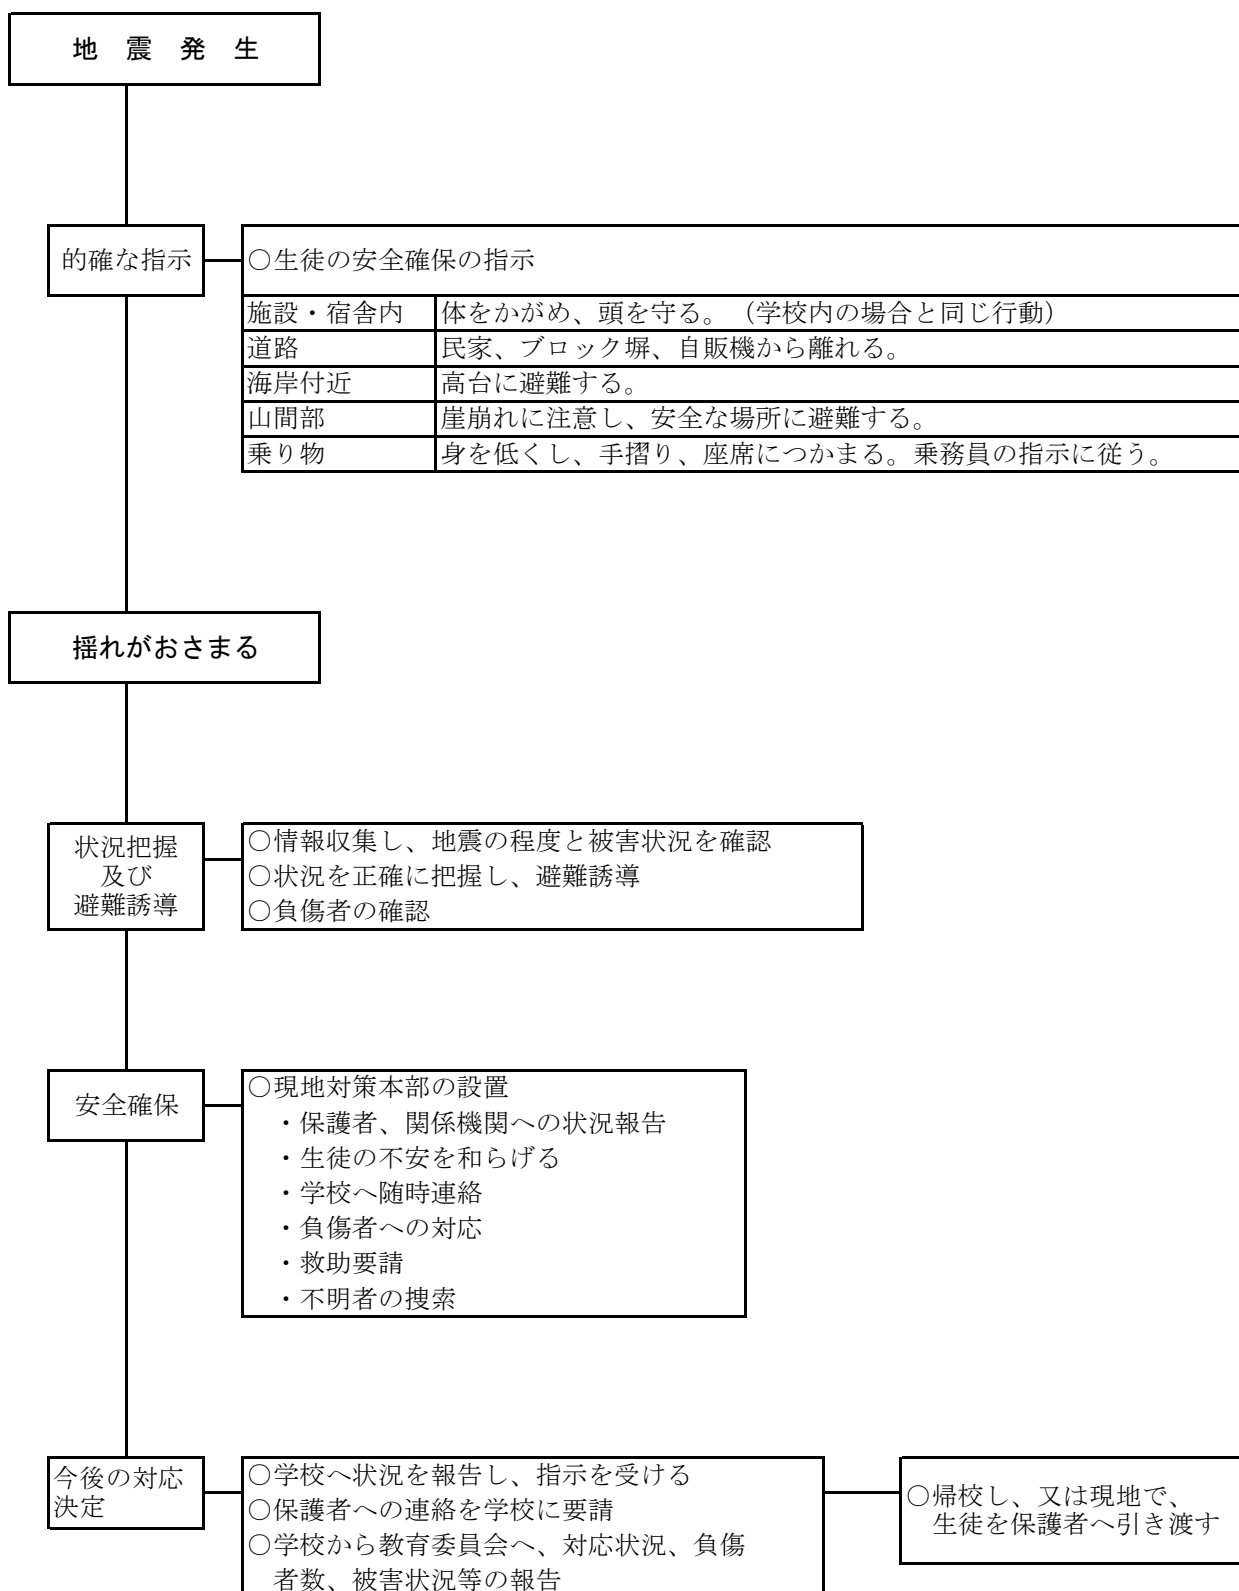 地 震 発 生
的確な指示
○生徒の安全確保の指示
施設・宿舎内 体をかがめ、頭を守る。（学校内の場合と同じ行動）
道路 民家、ブロック塀、自販機から離れる。
海岸付近 高台に避難する。
山間部 崖崩れに注意し、安全な場所に避難する。
乗り物 身を低くし、手摺り、座席につかまる。乗務員の指示に従う。
揺れがおさまる
状況把握
及び
避難誘導
○情報収集し、地震の程度と被害状況を確認
○状況を正確に把握し、避難誘導
○負傷者の確認
安全確保
○現地対策本部の設置
・保護者、関係機関への状況報告
・生徒の不安を和らげる
・学校へ随時連絡
・負傷者への対応
・救助要請
・不明者の捜索
今後の対応
決定
○学校へ状況を報告し、指示を受ける
○保護者への連絡を学校に要請
○学校から教育委員会へ、対応状況、負傷
者数、被害状況等の報告
○帰校し、又は現地で、
生徒を保護者へ引き渡す